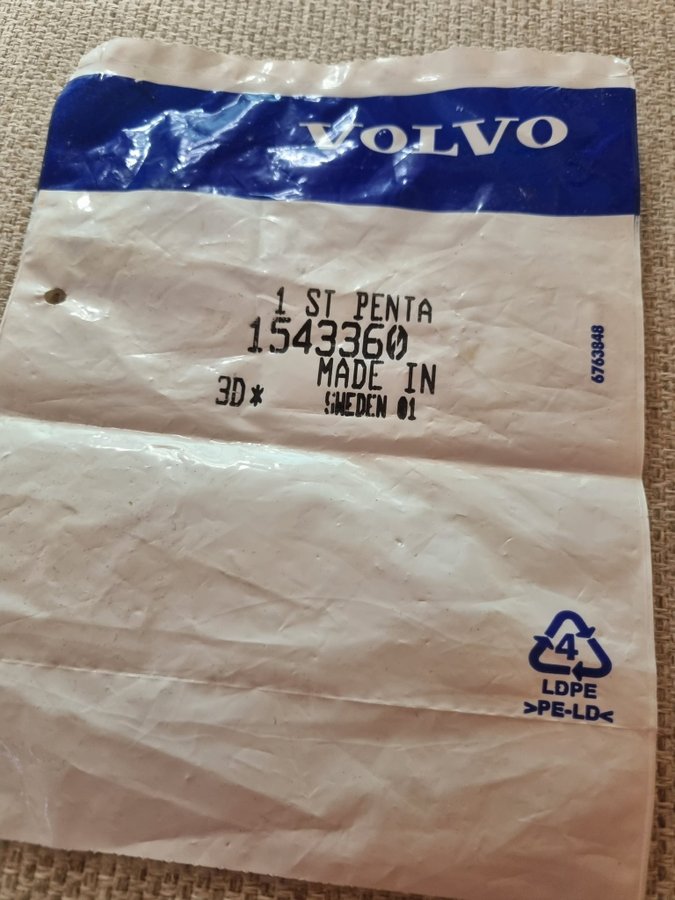 VOLVO
1 ST PENTA
1543360
MADE IN
3D* SWEDEN 01
6763848
4
LDPE
>PE-LD<